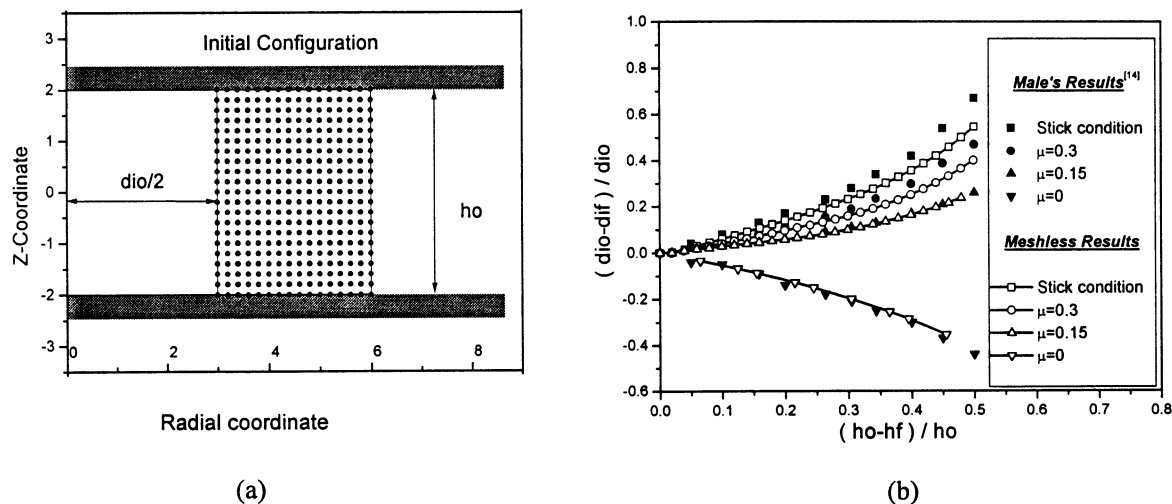 3
2
1
0
-1
-2
-3
Z-Coordinate
Initial Configuration
dio/2
ho
0
2
4
6
8
Radial coordinate
(a)
1.0
0.8
0.6
0.4
0.2
0.0
-0.2
-0.4
-0.6
( dio-dif ) / dio
Male's Results[14]
Stick condition
μ=0.3
μ=0.15
μ=0
Meshless Results
Stick condition
μ=0.3
μ=0.15
μ=0
0.0
0.1
0.2
0.3
0.4
0.5
0.6
0.7
0.8
( ho-hf ) / ho
(b)